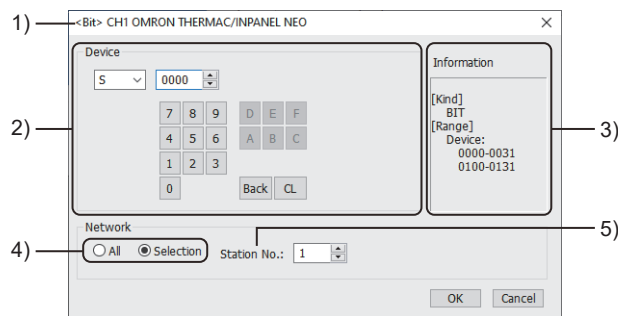 1)
<Bit> CH1 OMRON THERMAC/INPANEL NEO
Device
S 0000
7 8 9 D E F
4 5 6 A B C
1 2 3
0 Back CL
2)
Information
[Kind]
BIT
[Range]
Device:
0000-0031
0100-0131
3)
Network
4)
All Selection Station No.: 1
5)
OK Cancel